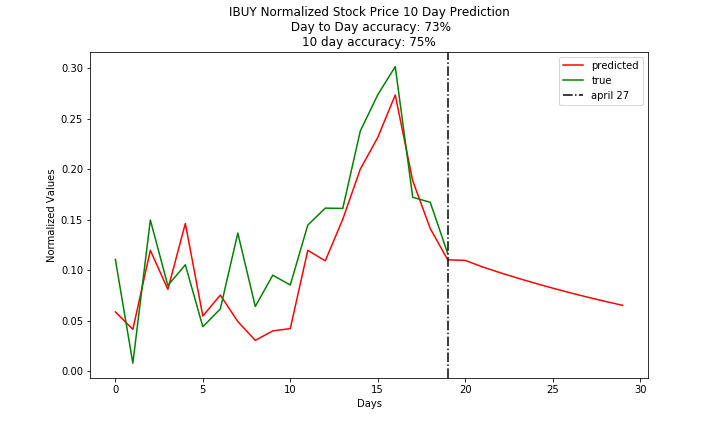 IBUY Normalized Stock Price 10 Day Prediction
Day to Day accuracy: 73%
10 day accuracy: 75%
predicted
true
april 27
0.30
0.25
0.20
0.15
0.10
0.05
0.00
Normalized Values
0 5 10 15 20 25 30
Days